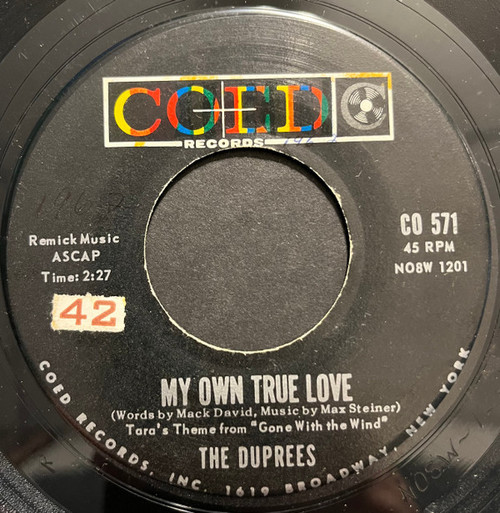 COED
RECORDS
1962
1962
Remick Music
ASCAP
Time: 2:27
42
CO 571
45 RPM
NO8W 1201
MY OWN TRUE LOVE
(Words by Mack David, Music by Max Steiner)
Tara's Theme from "Gone With the Wind"
THE DUPREES
COED RECORDS, INC. 1619 BROADWAY, NEW YORK